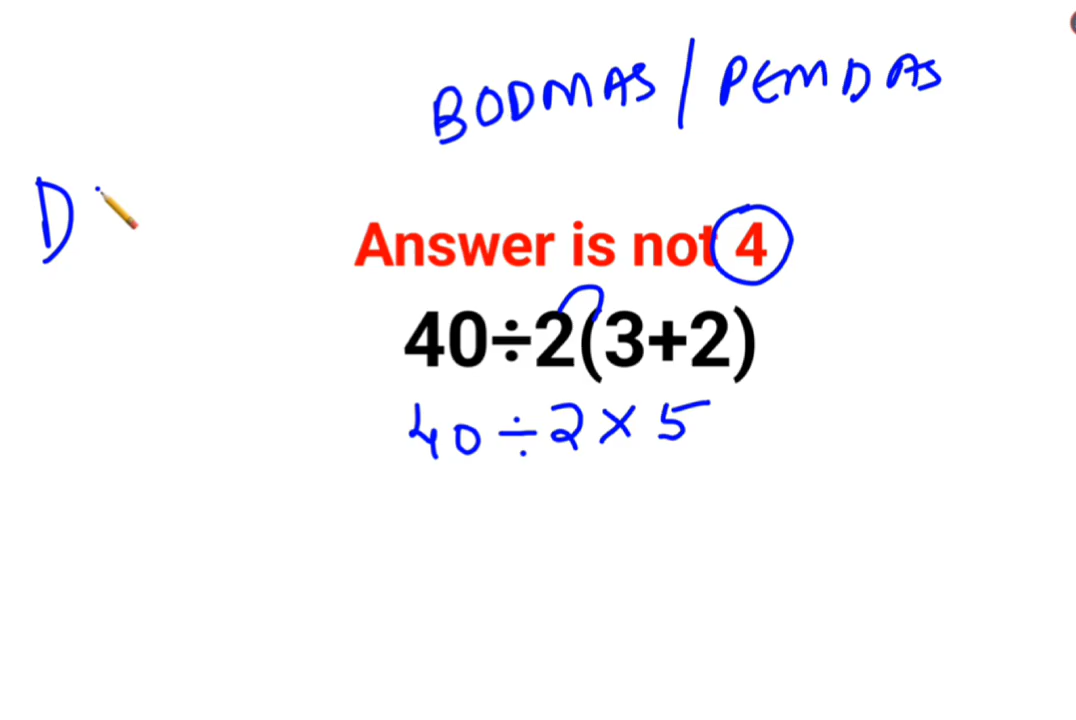 BODMAS / PEMDAS
D
Answer is not 4
40÷2(3+2)
40÷2×5